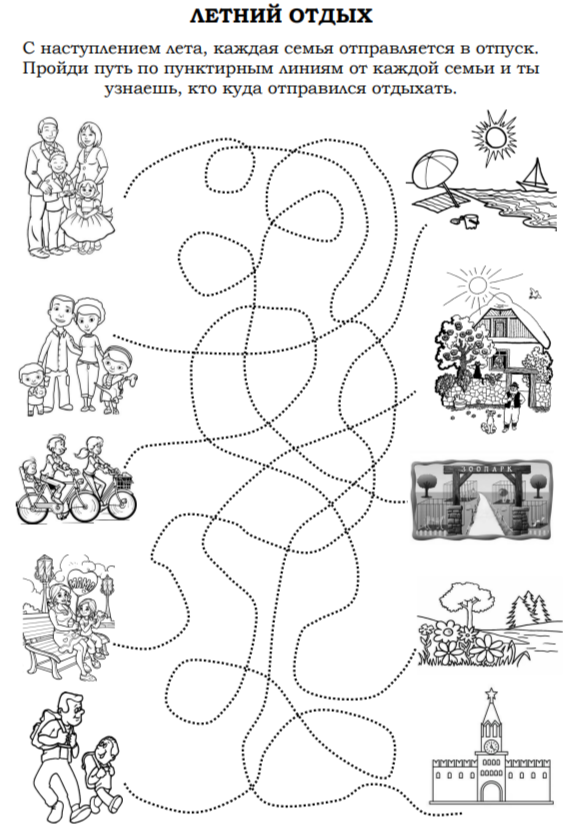 ЛЕТНИЙ ОТДЫХ
С наступлением лета, каждая семья отправляется в отпуск.
Пройди путь по пунктирным линиям от каждой семьи и ты
узнаешь, кто куда отправился отдыхать.
ЗООПАРК